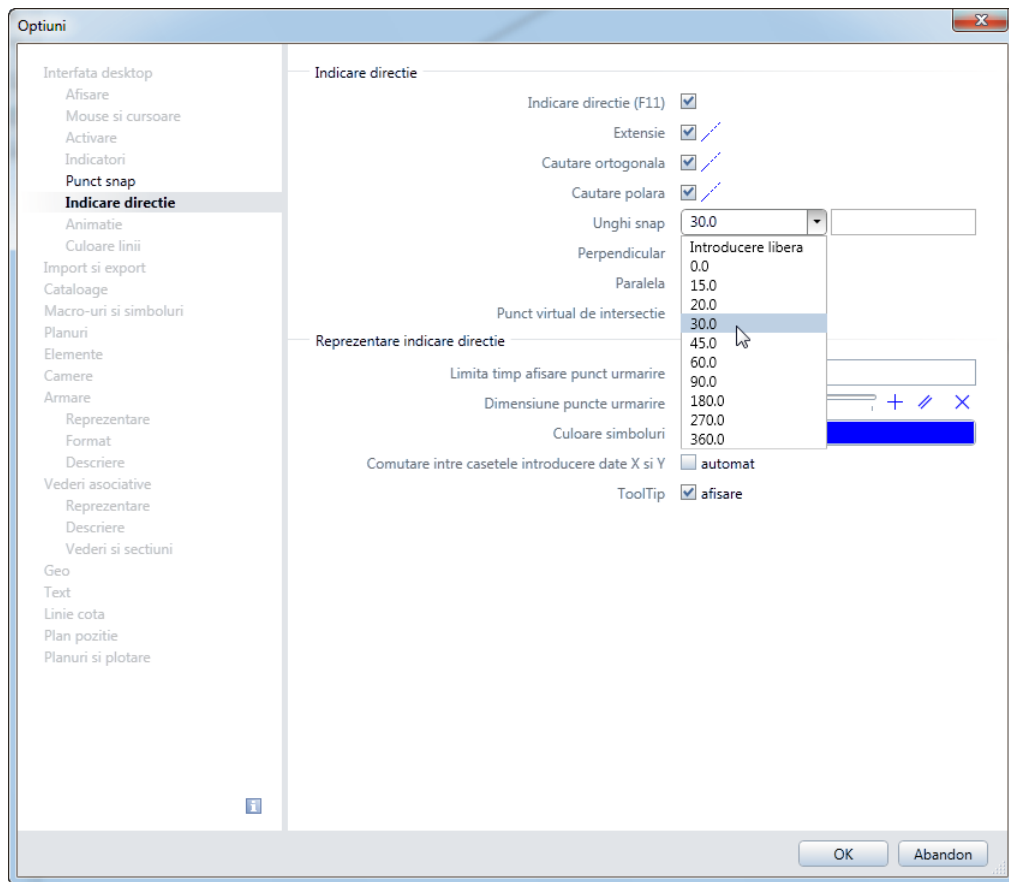 Optiuni
Interfata desktop
Afisare
Mouse si cursoare
Activare
Indicatori
Punct snap
Indicare directie
Animatie
Culoare linii
Import si export
Cataloage
Macro-uri si simboluri
Planuri
Elemente
Camere
Armare
Reprezentare
Format
Descriere
Vederi asociative
Reprezentare
Descriere
Vederi si sectiuni
Geo
Text
Linie cota
Plan pozitie
Planuri si plotare
Indicare directie
Indicare directie (F11)
Extensie
Cautare ortogonala
Cautare polara
Unghi snap 30.0
Perpendicular
Paralela
Punct virtual de intersectie
Introducere libera
0.0
15.0
20.0
30.0
45.0
60.0
90.0
180.0
270.0
360.0
Reprezentare indicare directie
Limita timp afisare punct urmarire
Dimensiune puncte urmarire
Culoare simboluri
Comutare intre casetele introducere date X si Y automat
ToolTip afisare
OK Abandon